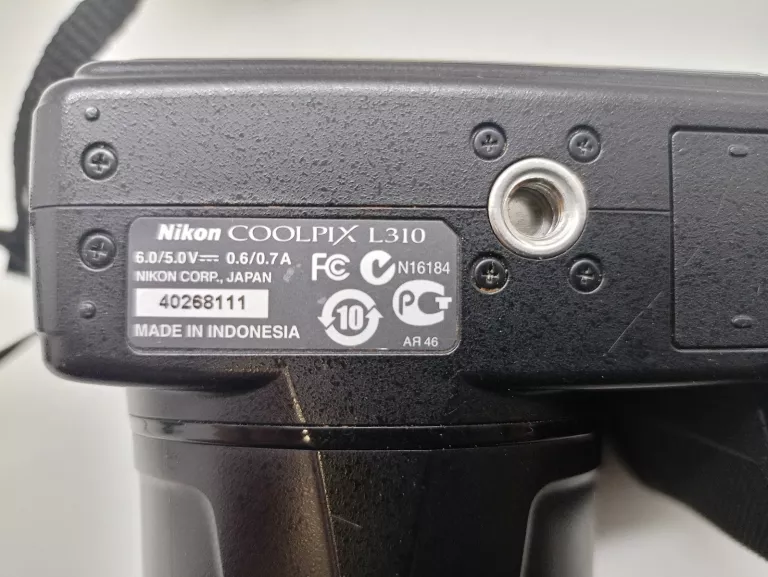 Nikon COOLPIX L310
6.0/5.0V⎓ 0.6/0.7A
NIKON CORP., JAPAN
FC N16184
40268111
10 PCT
MADE IN INDONESIA
АЯ 46